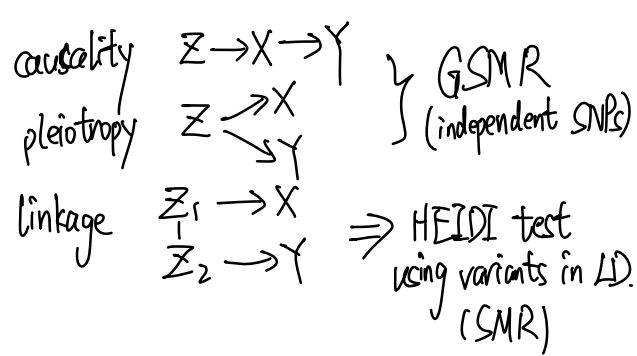 causality Z → X → Y
pleiotropy Z → X
→ Y
} GSMR
(independent SNPs)
linkage Z1 → X
Z2 → Y
⇒ HEIDI test
using variants in LD.
(SMR)